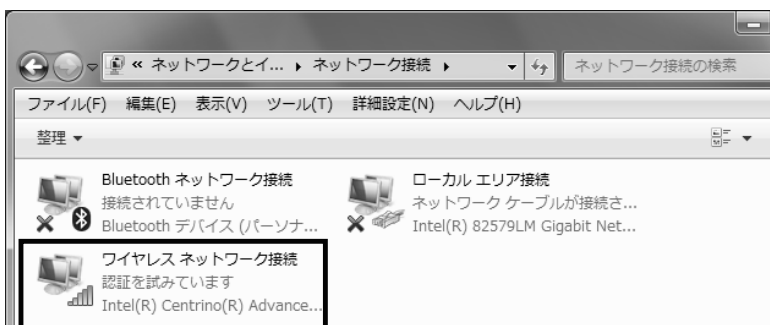 « ネットワークとイ... ▸ ネットワーク接続 ▸
ネットワーク接続の検索
ファイル(F) 編集(E) 表示(V) ツール(T) 詳細設定(N) ヘルプ(H)
整理 ▼
Bluetooth ネットワーク接続
接続されていません
Bluetooth デバイス (パーソナ...
ローカル エリア接続
ネットワーク ケーブルが接続さ...
Intel(R) 82579LM Gigabit Net...
ワイヤレス ネットワーク接続
認証を試みています
Intel(R) Centrino(R) Advance...